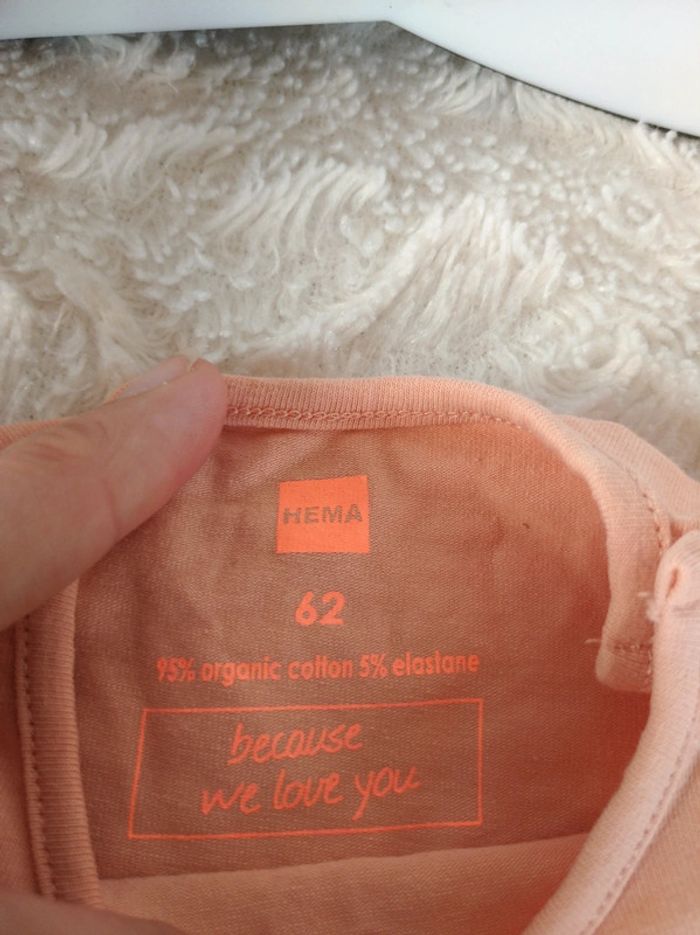 HEMA
62
95% organic cotton 5% elastane
because
we love you